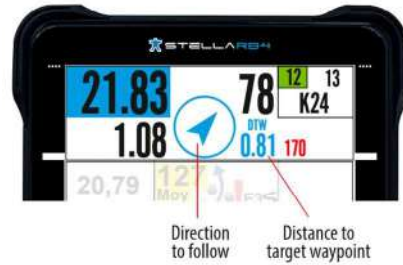 STELLARB4
21.83 78 12 13
K24
1.08 DTW 0.81 170
20,79 127
Moy
Direction
to follow
Distance to
target waypoint